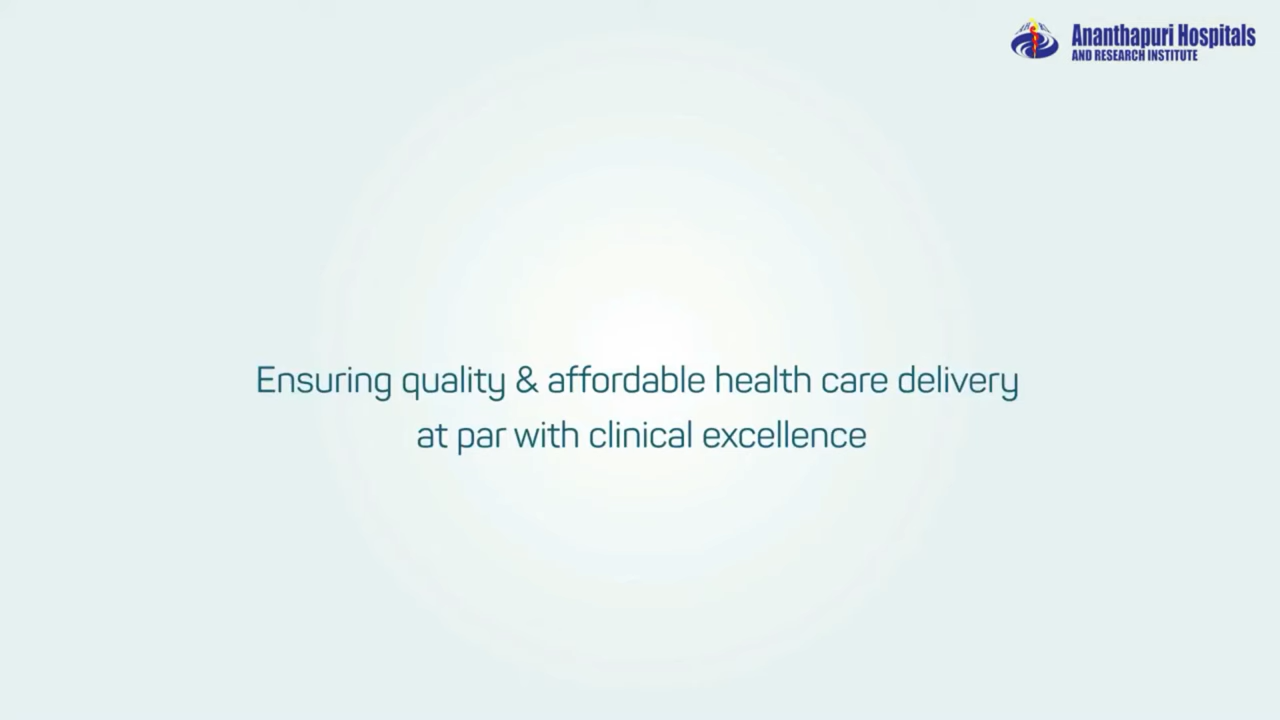 Ananthapuri Hospitals
AND RESEARCH INSTITUTE
Ensuring quality & affordable health care delivery
at par with clinical excellence